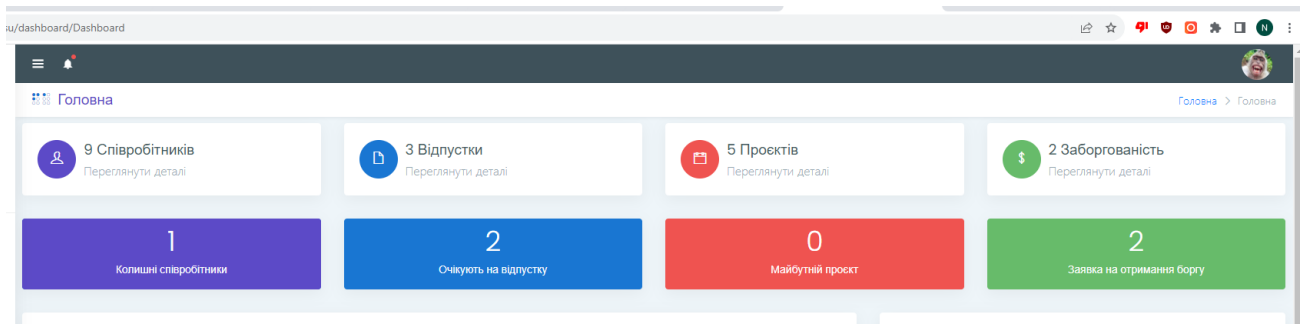 su/dashboard/Dashboard
N
Головна
Головна > Головна
9 Співробітників
Переглянути деталі
3 Відпустки
Переглянути деталі
5 Проєктів
Переглянути деталі
$
2 Заборгованість
Переглянути деталі
1
Колишні співробітники
2
Очікують на відпустку
0
Майбутній проєкт
2
Заявка на отримання боргу